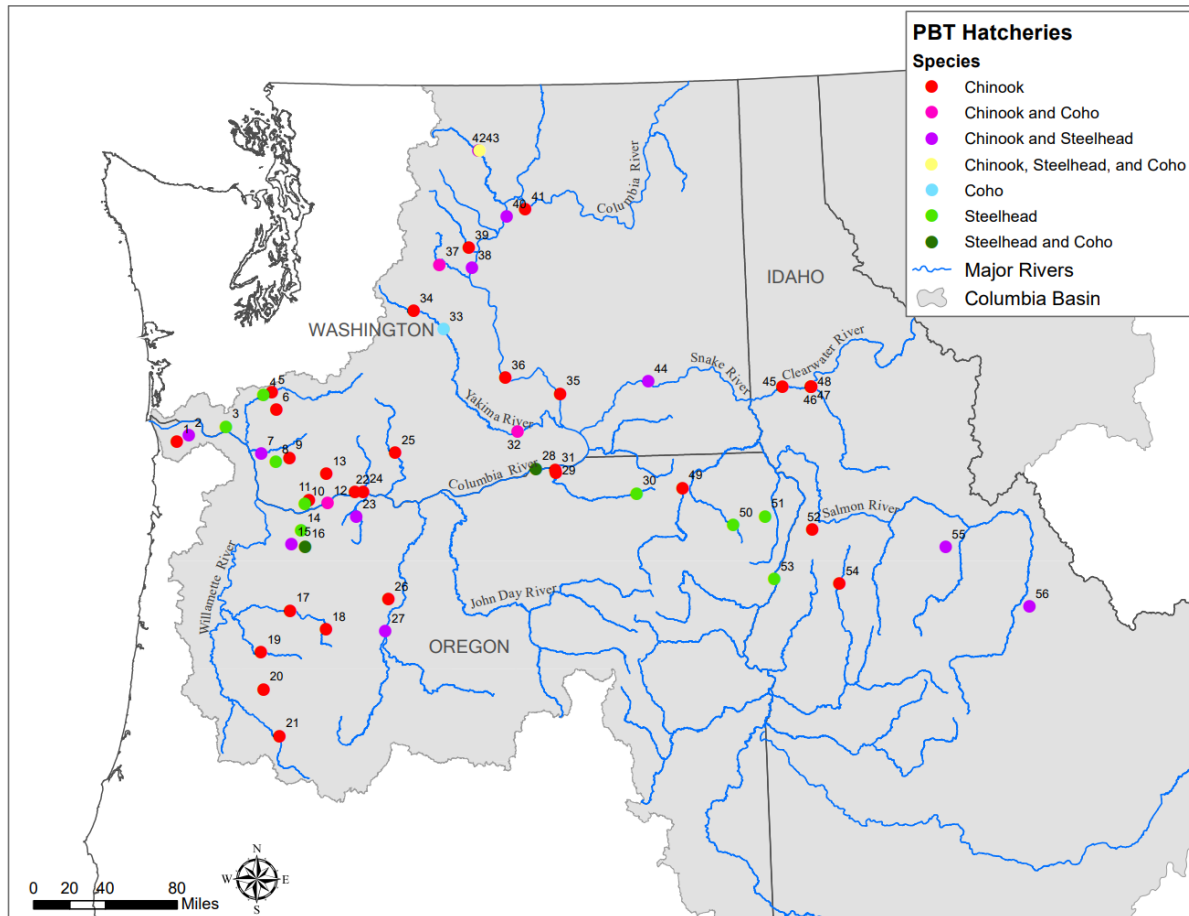 PBT Hatcheries
Species
Chinook
Chinook and Coho
Chinook and Steelhead
Chinook, Steelhead, and Coho
Coho
Steelhead
Steelhead and Coho
Major Rivers
Columbia Basin
4243
Columbia River
40
41
39
37
38
IDAHO
34
33
WASHINGTON
36
35
44
Snake River
Clearwater River
45
48
46
47
4
5
6
3
2
1
Yakima River
32
7
8
9
25
13
28
31
29
Columbia River
30
49
11
10
12
22
24
23
14
15
16
50
51
52
Salmon River
55
53
54
56
Willamette River
17
18
26
27
John Day River
OREGON
19
20
21
N
W
E
S
0
20
40
80
Miles